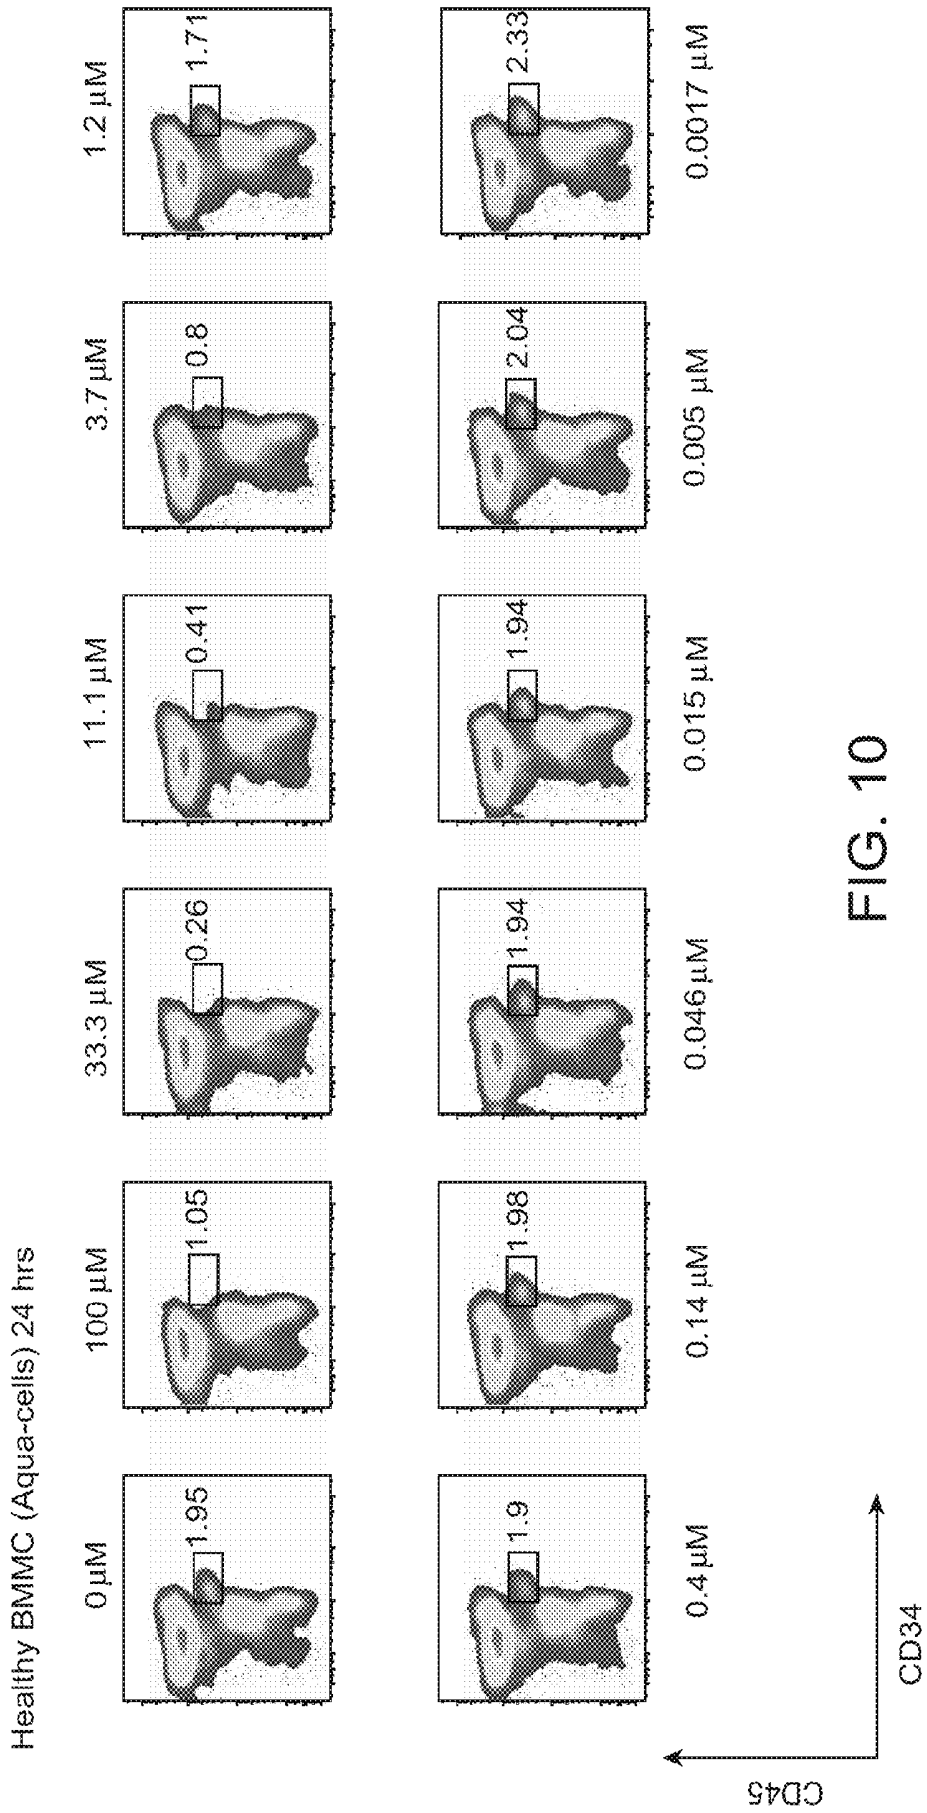 Healthy BMMC (Aqua-cells) 24 hrs
0 µM
100 µM
33.3 µM
11.1 µM
3.7 µM
1.2 µM
1.95
1.05
0.26
0.41
0.8
1.71
1.9
1.98
1.94
1.94
2.04
2.33
0.4 µM
0.14 µM
0.046 µM
0.015 µM
0.005 µM
0.0017 µM
CD45
CD34
FIG. 10